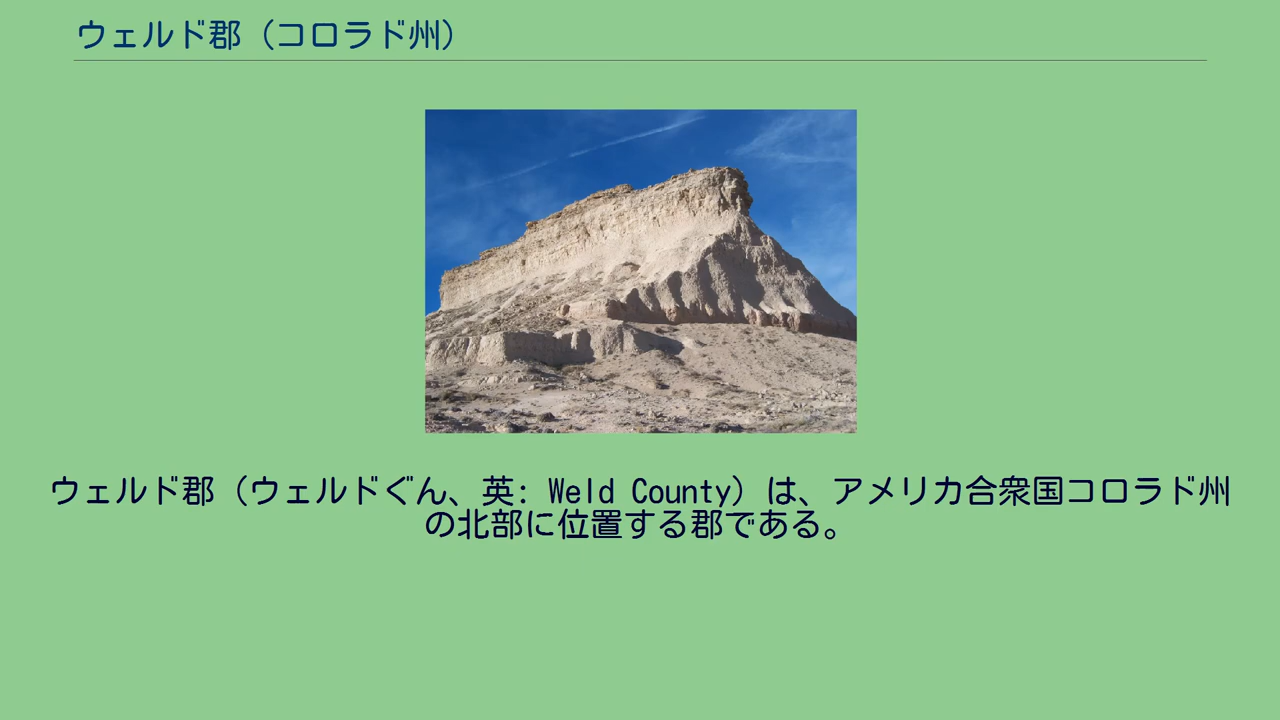 ウェルド郡（コロラド州）
ウェルド郡（ウェルドぐん、英: Weld County）は、アメリカ合衆国コロラド州
の北部に位置する郡である。